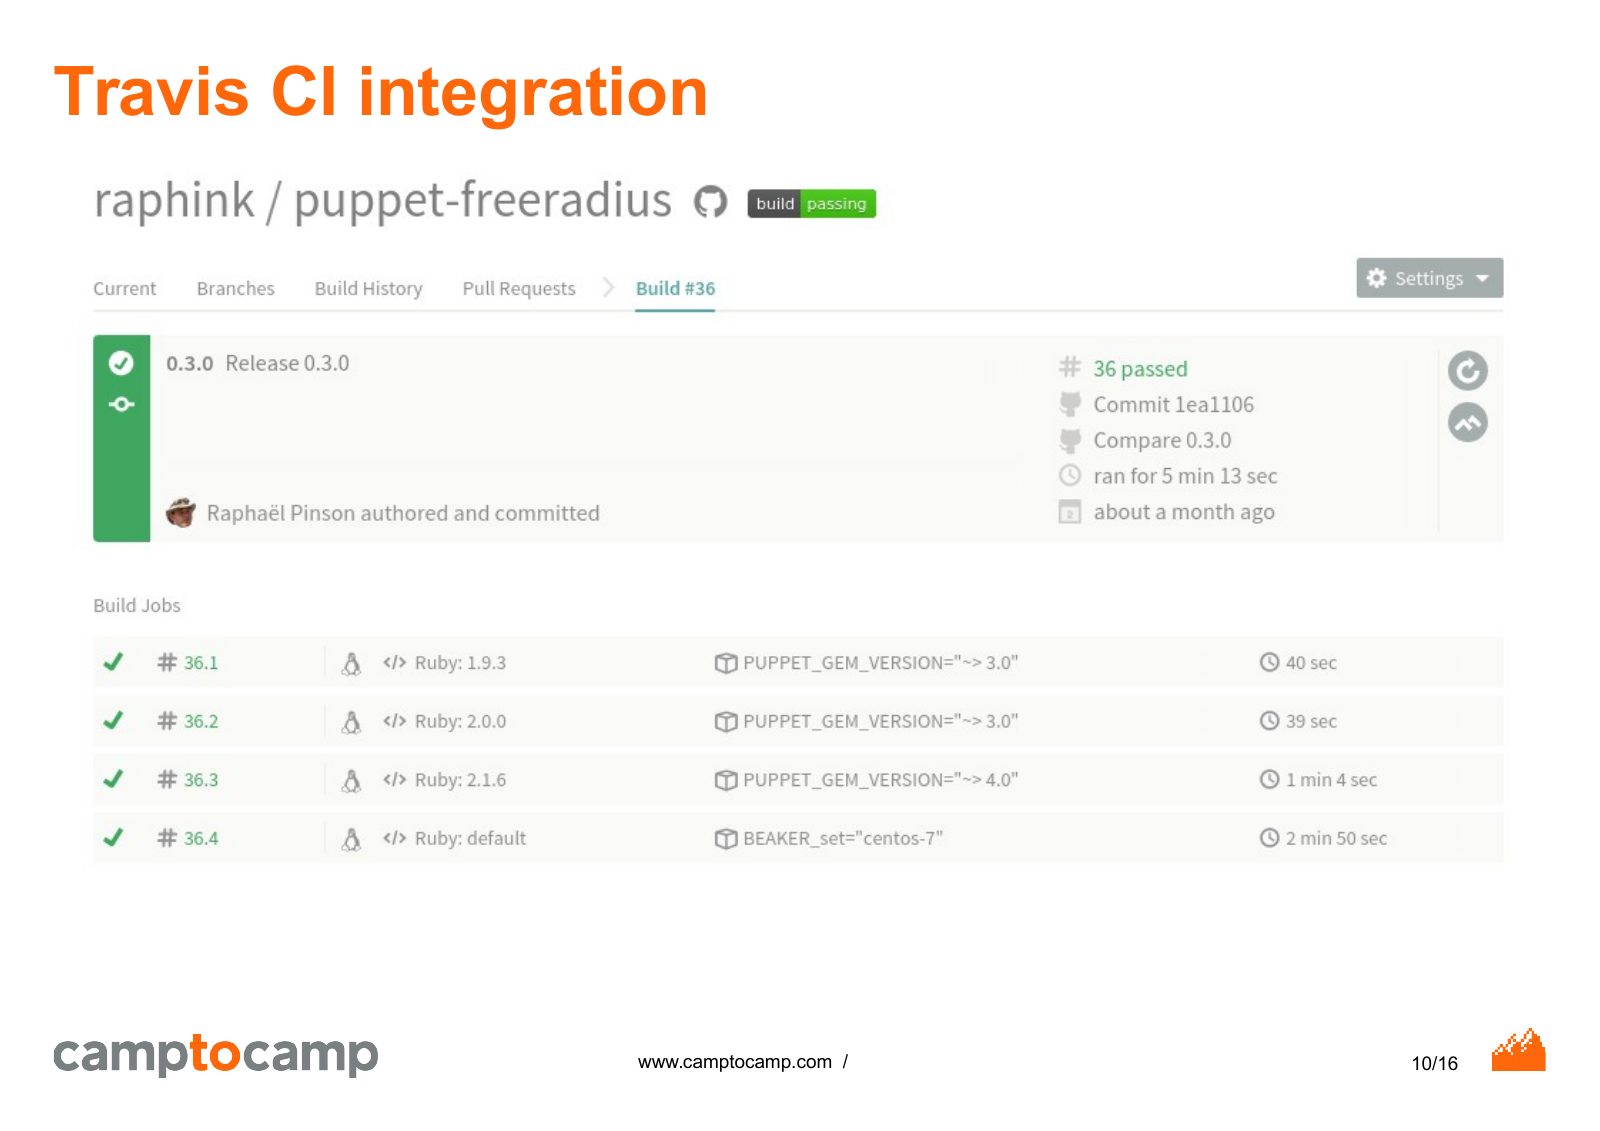 Travis CI integration
raphink / puppet-freeradius build passing
Current Branches Build History Pull Requests Build #36 Settings
0.3.0 Release 0.3.0
36 passed
Commit 1ea1106
Compare 0.3.0
ran for 5 min 13 sec
Raphaël Pinson authored and committed
about a month ago
Build Jobs
# 36.1 </> Ruby: 1.9.3 PUPPET_GEM_VERSION="~> 3.0" 40 sec
# 36.2 </> Ruby: 2.0.0 PUPPET_GEM_VERSION="~> 3.0" 39 sec
# 36.3 </> Ruby: 2.1.6 PUPPET_GEM_VERSION="~> 4.0" 1 min 4 sec
# 36.4 </> Ruby: default BEAKER_set="centos-7" 2 min 50 sec
camptocamp
www.camptocamp.com /
10/16